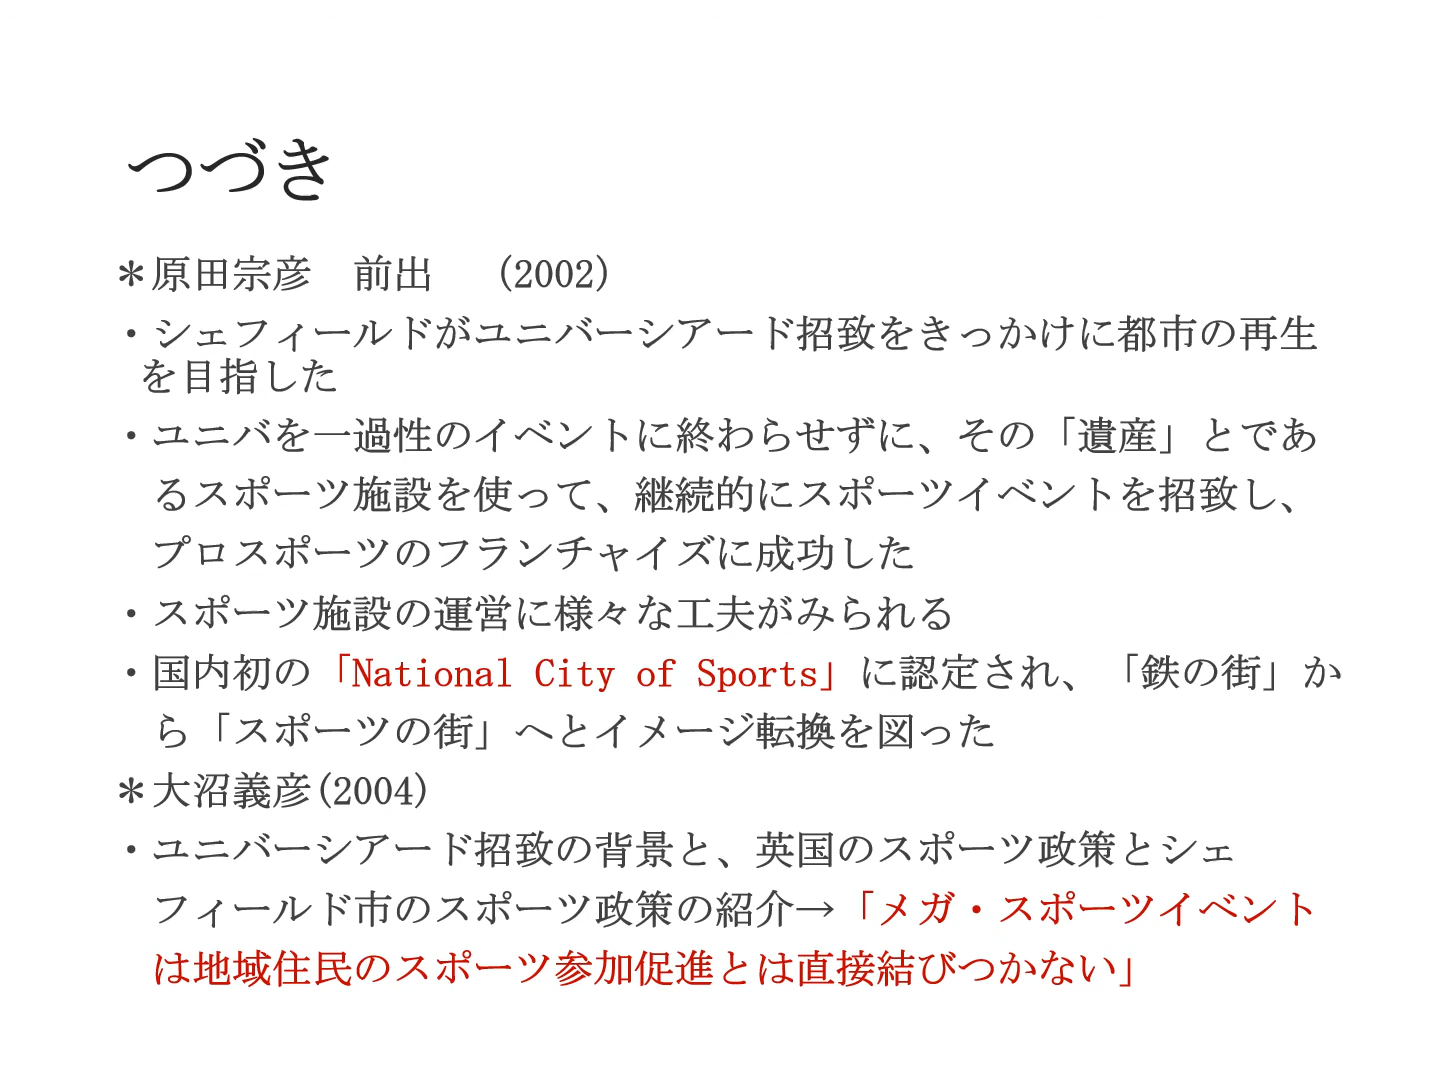 つづき
＊原田宗彦　前出　（2002）
・シェフィールドがユニバーシアード招致をきっかけに都市の再生
を目指した
・ユニバを一過性のイベントに終わらせずに、その「遺産」とであ
るスポーツ施設を使って、継続的にスポーツイベントを招致し、
プロスポーツのフランチャイズに成功した
・スポーツ施設の運営に様々な工夫がみられる
・国内初の「National City of Sports」に認定され、「鉄の街」か
ら「スポーツの街」へとイメージ転換を図った
＊大沼義彦(2004)
・ユニバーシアード招致の背景と、英国のスポーツ政策とシェ
フィールド市のスポーツ政策の紹介→「メガ・スポーツイベント
は地域住民のスポーツ参加促進とは直接結びつかない」